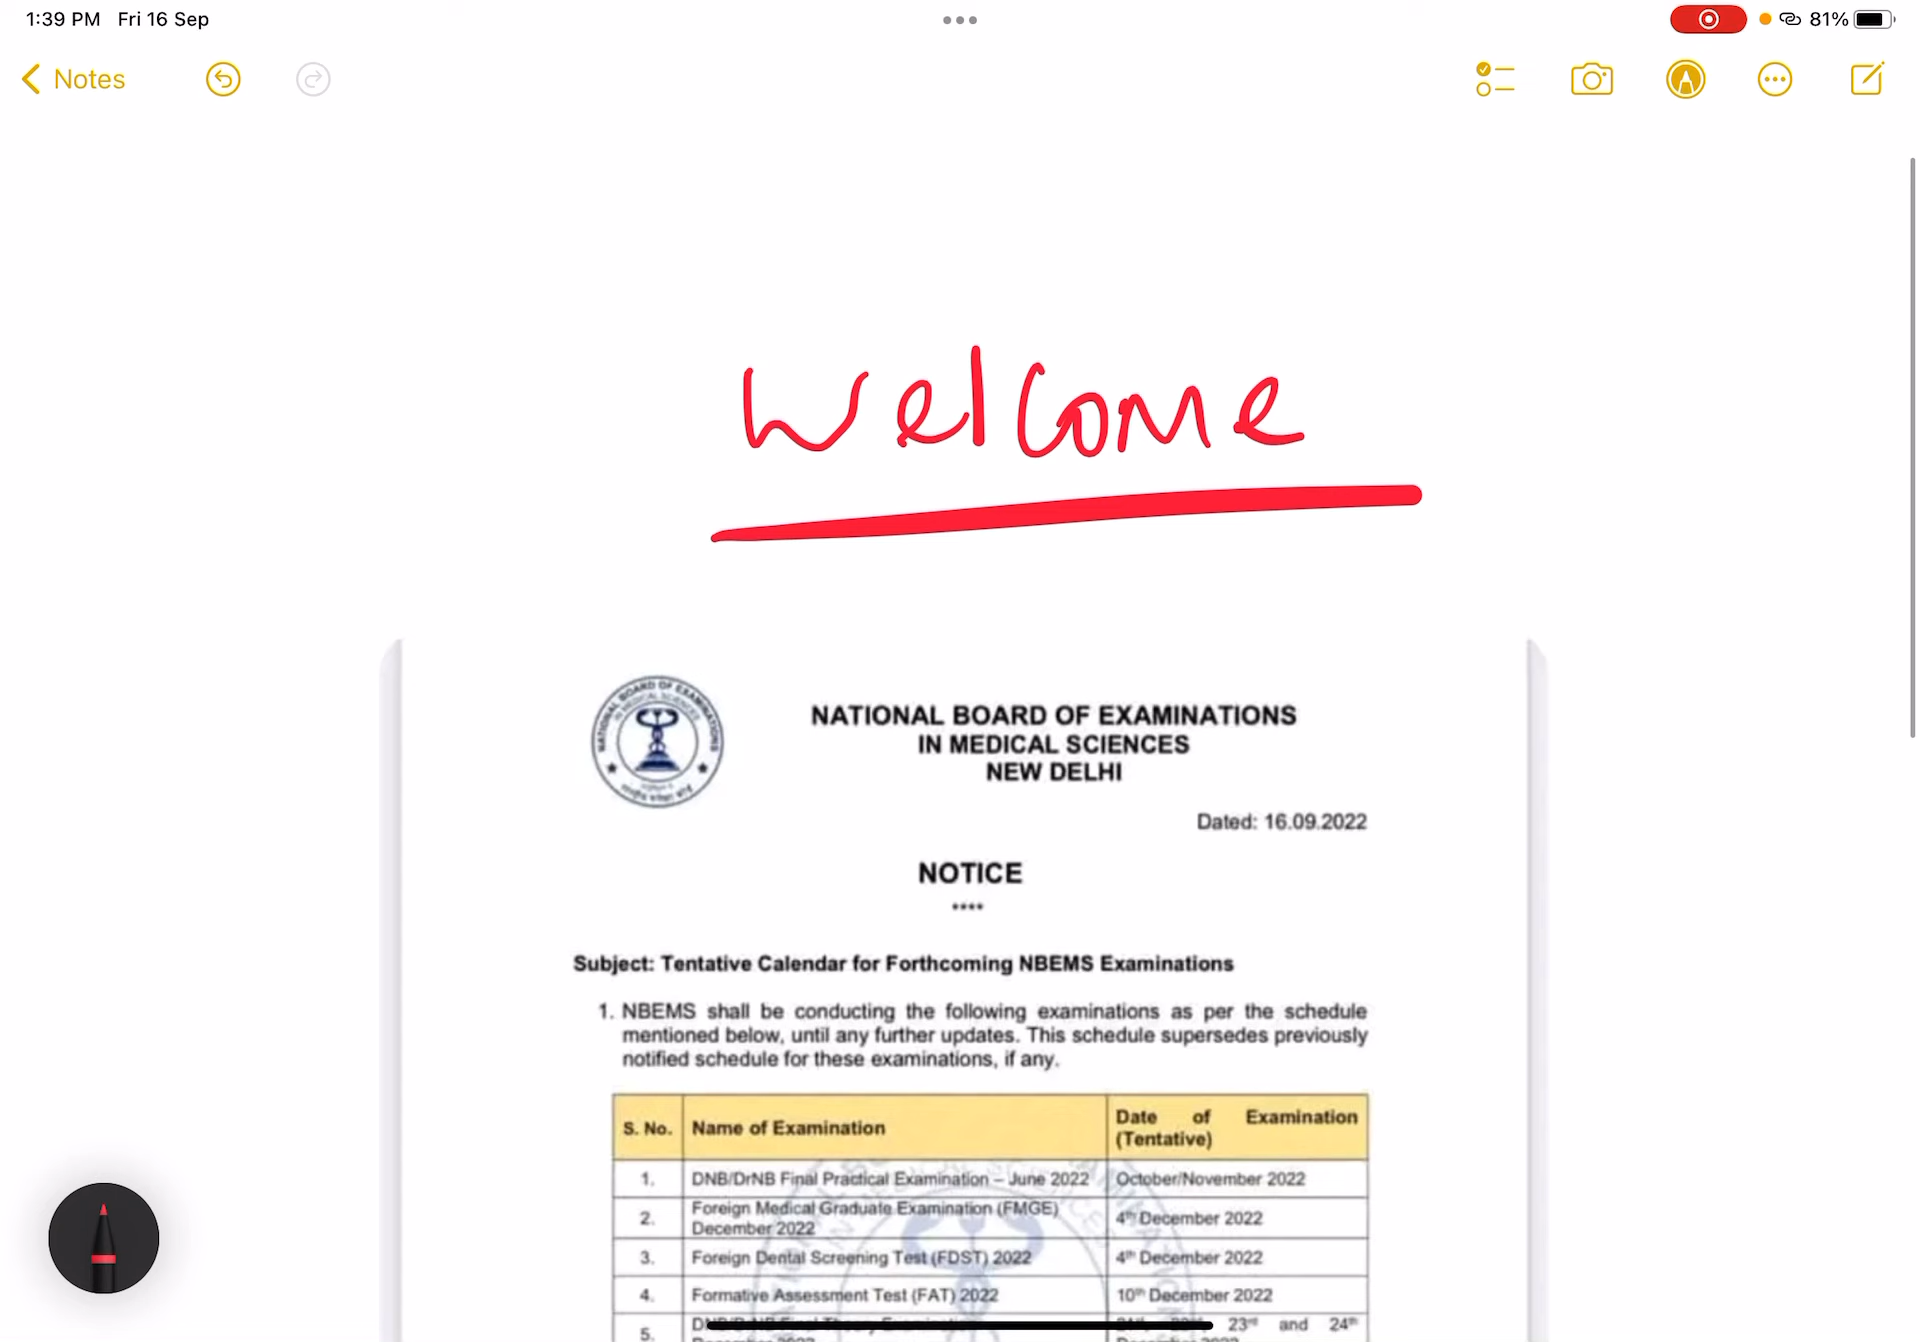 1:39 PM Fri 16 Sep
81%
Notes
Welcome
NATIONAL BOARD OF EXAMINATIONS
IN MEDICAL SCIENCES
NEW DELHI
Dated: 16.09.2022
NOTICE
****
Subject: Tentative Calendar for Forthcoming NBEMS Examinations
1. NBEMS shall be conducting the following examinations as per the schedule
mentioned below, until any further updates. This schedule supersedes previously
notified schedule for these examinations, if any.
S. No. Name of Examination Date of Examination (Tentative)
1. DNB/DrNB Final Practical Examination – June 2022 October/November 2022
2. Foreign Medical Graduate Examination (FMGE) December 2022 4th December 2022
3. Foreign Dental Screening Test (FDST) 2022 4th December 2022
4. Formative Assessment Test (FAT) 2022 10th December 2022
5. 23rd and 24th